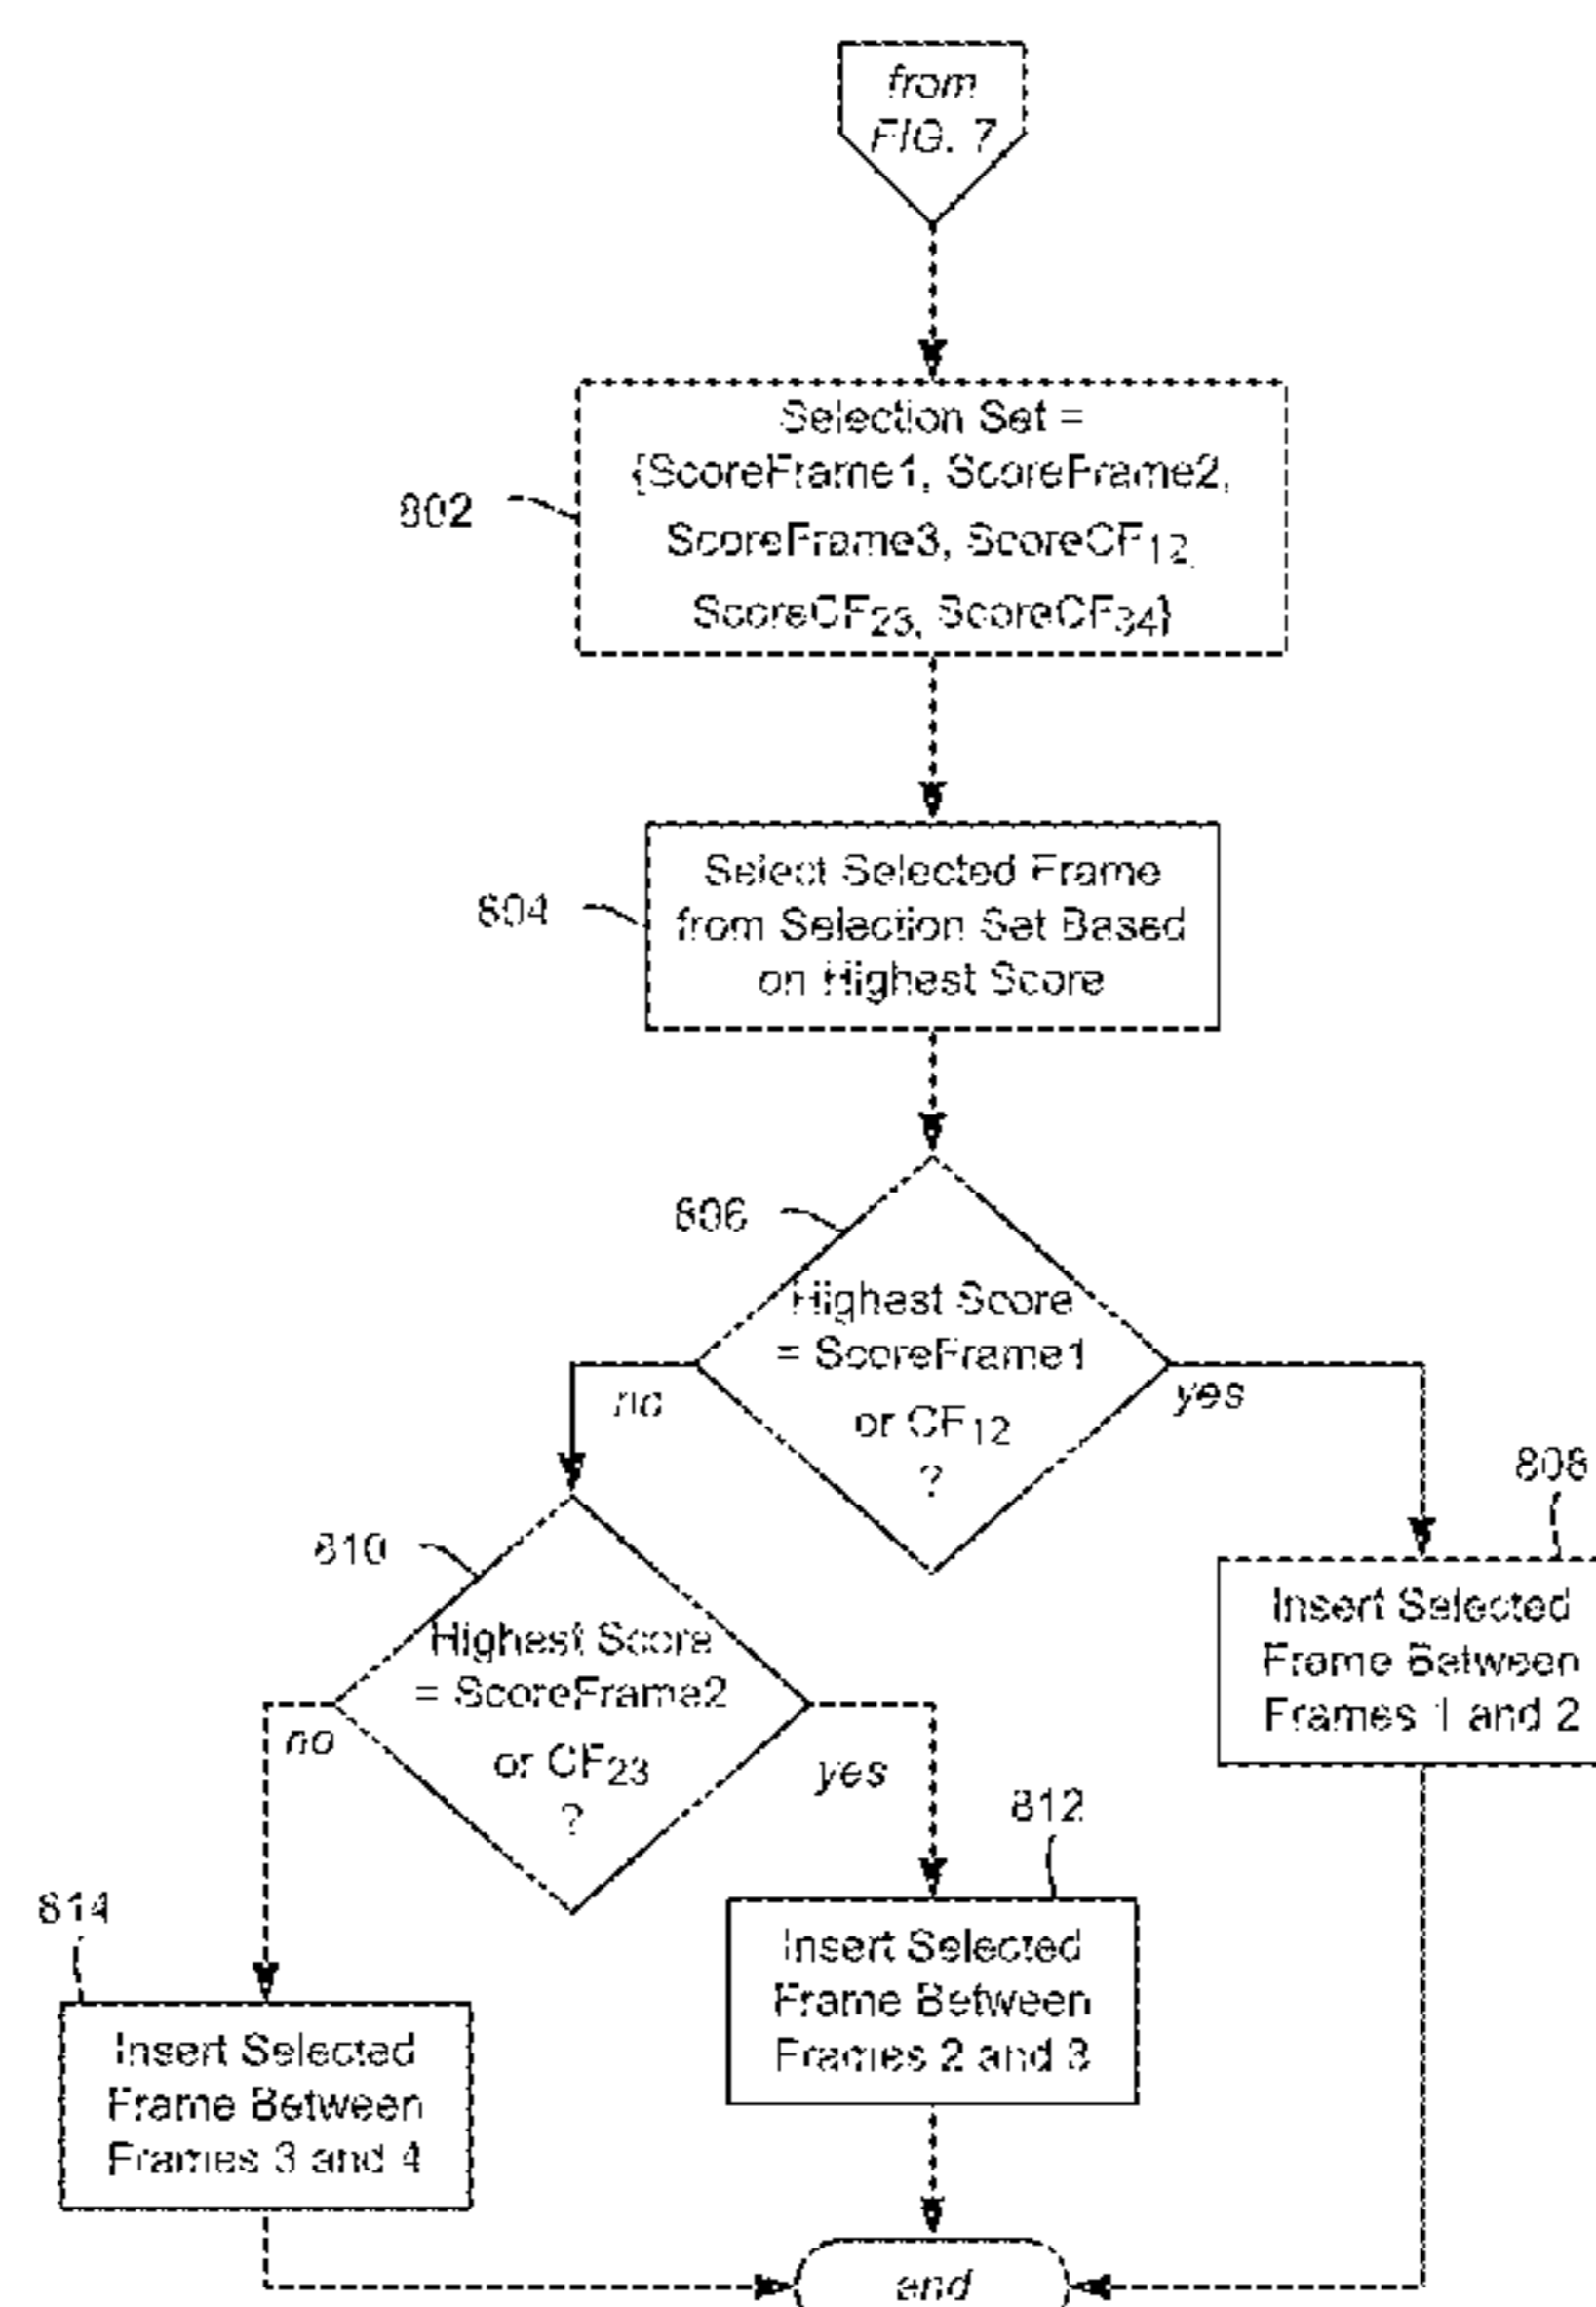 from
FIG. 7
802
Selection Set =
{ScoreFrame1, ScoreFrame2,
ScoreFrame3, ScoreCF12,
ScoreCF23, ScoreCF34}
804
Select Selected Frame
from Selection Set Based
on Highest Score
806
Highest Score
= ScoreFrame1
or CF12
?
no
yes
808
Insert Selected
Frame Between
Frames 1 and 2
810
Highest Score
= ScoreFrame2
or CF23
?
no
yes
812
Insert Selected
Frame Between
Frames 2 and 3
814
Insert Selected
Frame Between
Frames 3 and 4
end